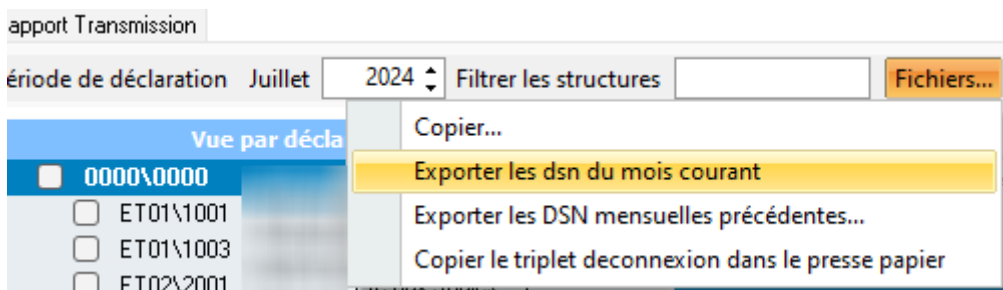 apport Transmission
ériode de déclaration Juillet 2024 Filtrer les structures Fichiers...
Vue par décla
Copier...
0000\0000
Exporter les dsn du mois courant
ET01\1001
Exporter les DSN mensuelles précédentes...
ET01\1003
Copier le triplet deconnexion dans le presse papier
ET02\2001